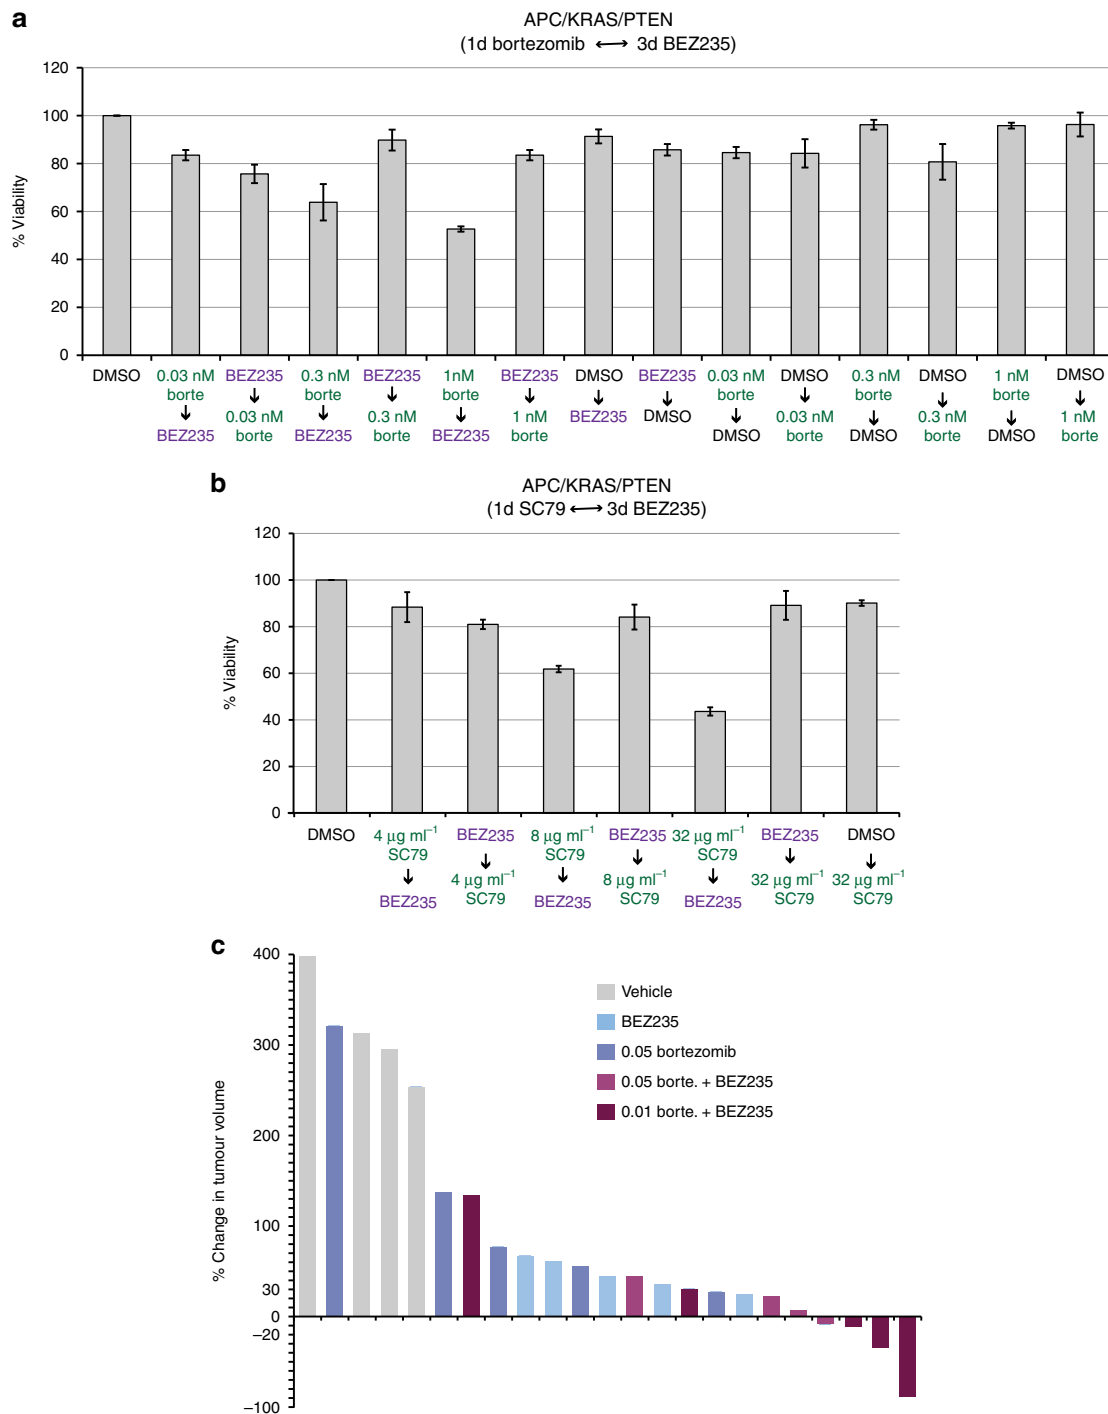 a
APC/KRAS/PTEN
(1d bortezomib ⟷ 3d BEZ235)
% Viability
120
100
80
60
40
20
0
DMSO
0.03 nM borte ↓ BEZ235
BEZ235 ↓ 0.03 nM borte
0.3 nM borte ↓ BEZ235
BEZ235 ↓ 0.3 nM borte
1nM borte ↓ BEZ235
BEZ235 ↓ 1 nM borte
DMSO ↓ BEZ235
BEZ235 ↓ DMSO
0.03 nM borte ↓ DMSO
DMSO ↓ 0.03 nM borte
0.3 nM borte ↓ DMSO
DMSO ↓ 0.3 nM borte
1 nM borte ↓ DMSO
DMSO ↓ 1 nM borte
b
APC/KRAS/PTEN
(1d SC79 ⟷ 3d BEZ235)
% Viability
120
100
80
60
40
20
0
DMSO
4 µg ml⁻¹ SC79 ↓ BEZ235
BEZ235 ↓ 4 µg ml⁻¹ SC79
8 µg ml⁻¹ SC79 ↓ BEZ235
BEZ235 ↓ 8 µg ml⁻¹ SC79
32 µg ml⁻¹ SC79 ↓ BEZ235
BEZ235 ↓ 32 µg ml⁻¹ SC79
DMSO ↓ 32 µg ml⁻¹ SC79
c
% Change in tumour volume
400
300
200
100
30
0
−20
−100
Vehicle
BEZ235
0.05 bortezomib
0.05 borte. + BEZ235
0.01 borte. + BEZ235